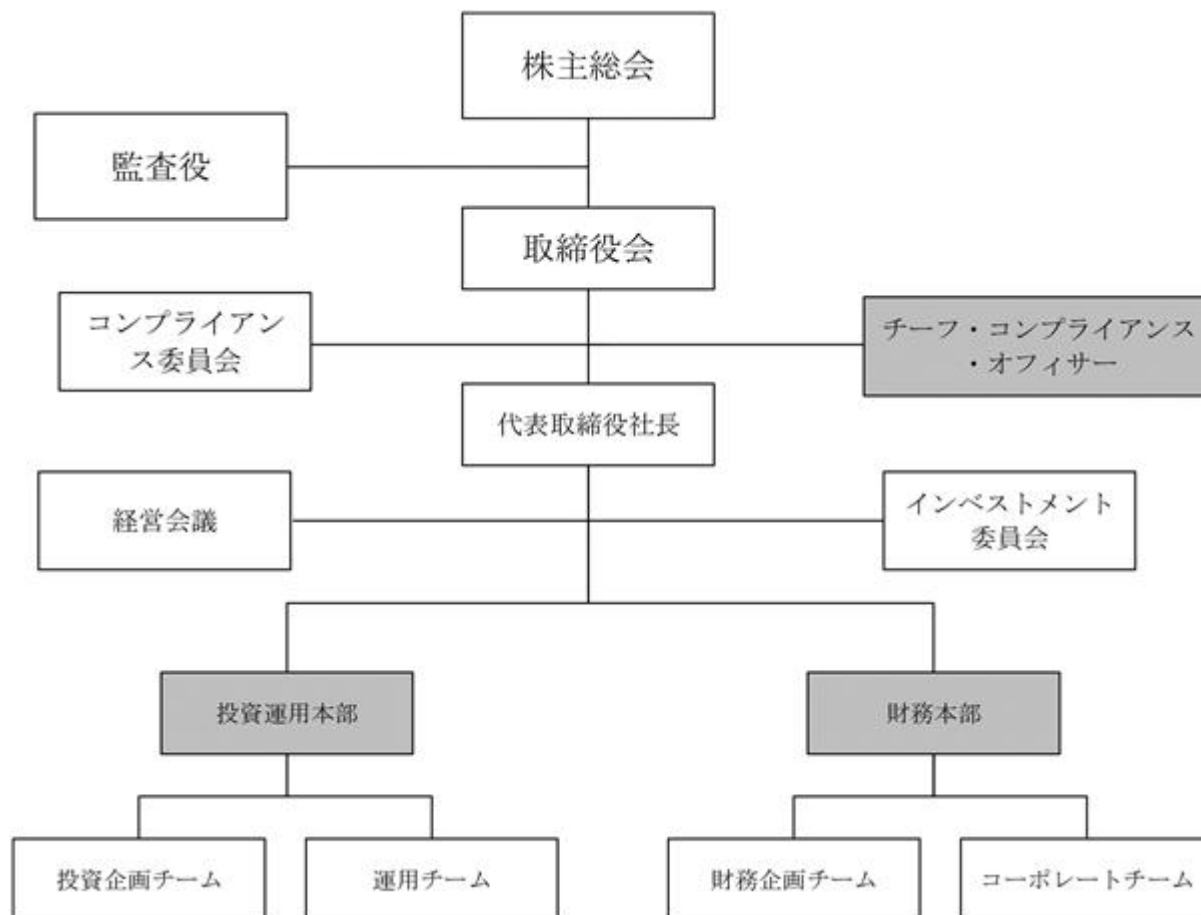 株主総会
監査役
取締役会
コンプライアン
ス委員会
チーフ・コンプライアンス
・オフィサー
代表取締役社長
経営会議
インベストメント
委員会
投資運用本部
財務本部
投資企画チーム
運用チーム
財務企画チーム
コーポレートチーム